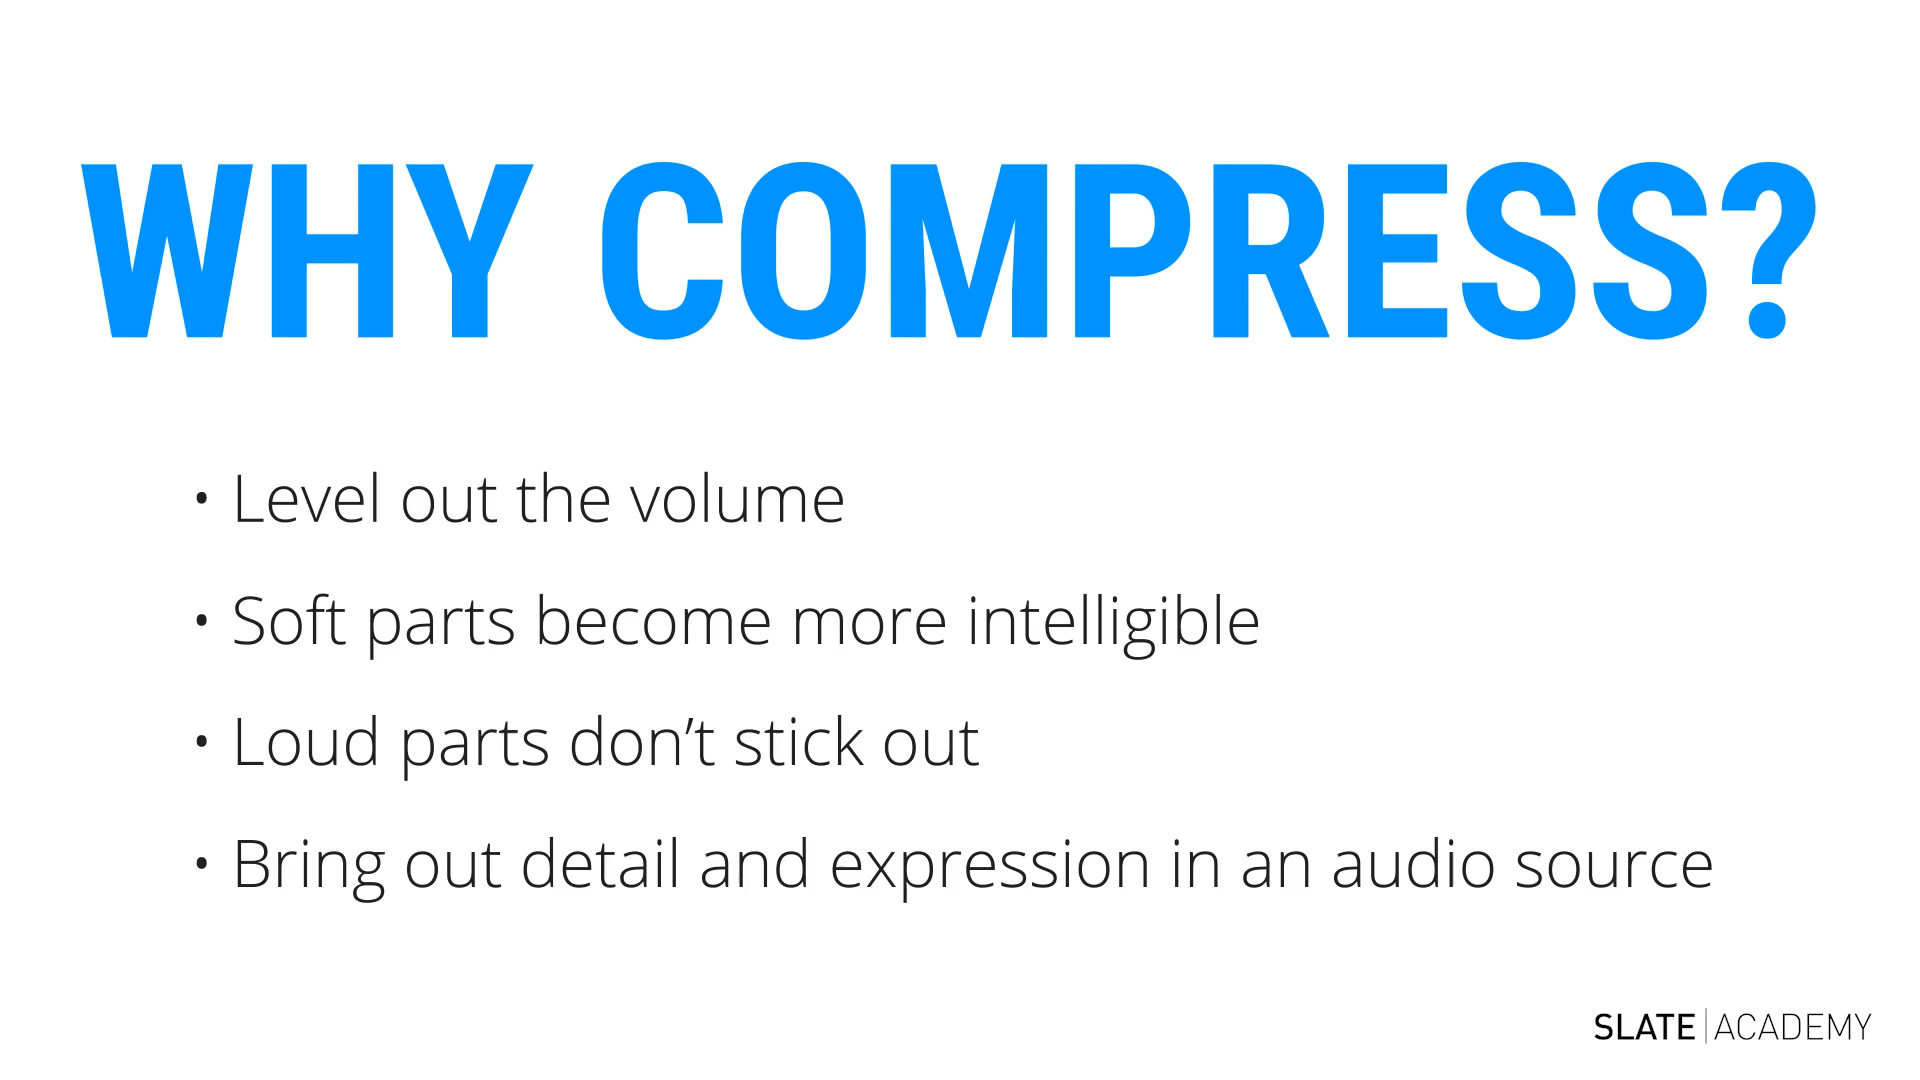 WHY COMPRESS?
• Level out the volume
• Soft parts become more intelligible
• Loud parts don’t stick out
• Bring out detail and expression in an audio source
SLATE|ACADEMY